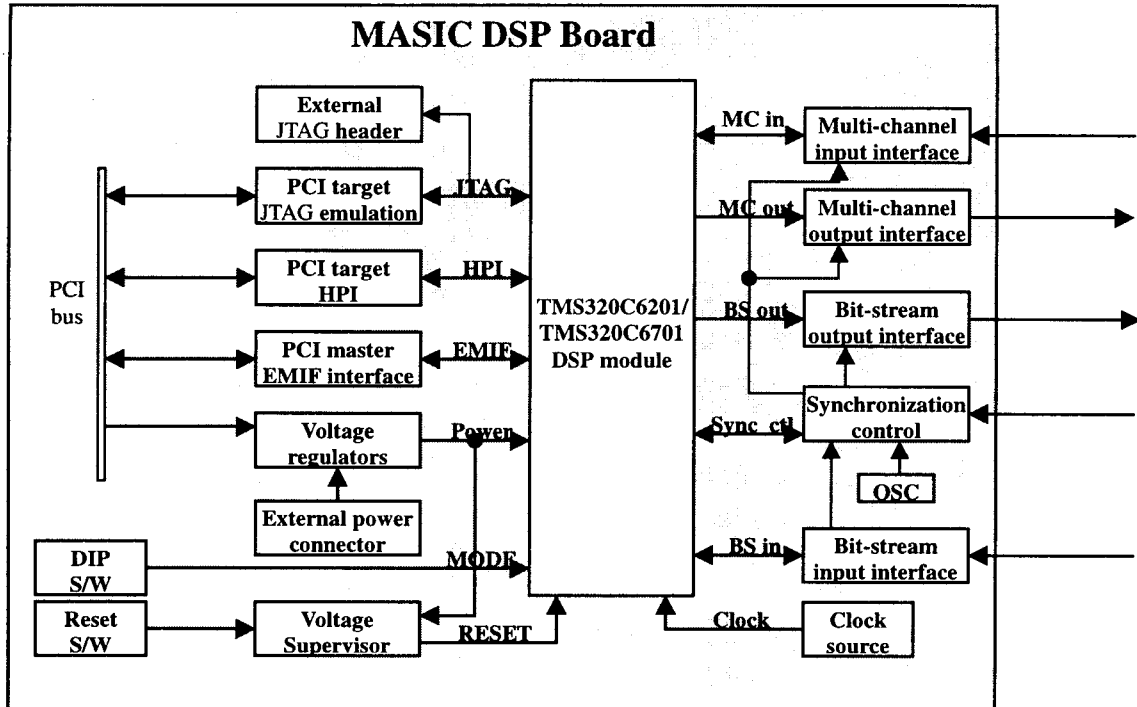 MASIC DSP Board
External
JTAG header
PCI target
JTAG emulation
JTAG
PCI target
HPI
HPI
PCI
bus
PCI master
EMIF interface
EMIF
Voltage
regulators
Power
External power
connector
DIP
S/W
MODE
Reset
S/W
Voltage
Supervisor
RESET
TMS320C6201/
TMS320C6701
DSP module
MC in
Multi-channel
input interface
MC out
Multi-channel
output interface
BS out
Bit-stream
output interface
Sync_ctl
Synchronization
control
OSC
BS in
Bit-stream
input interface
Clock
Clock
source